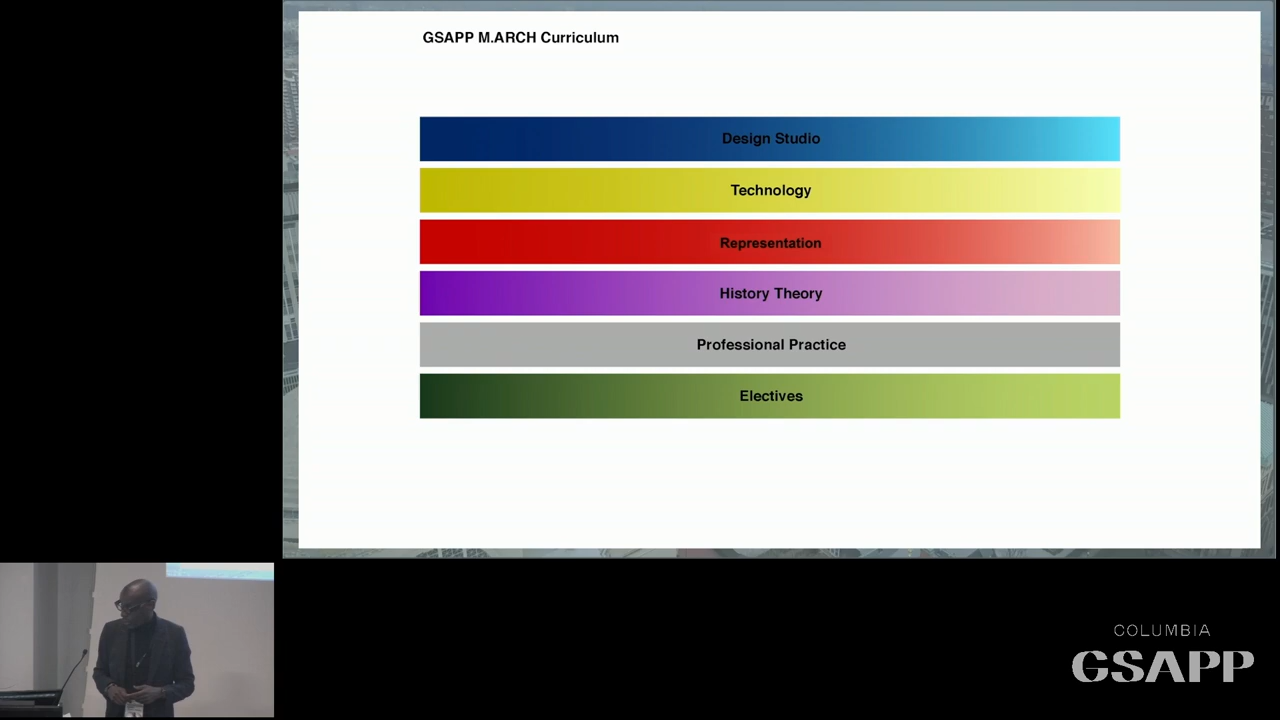 GSAPP M.ARCH Curriculum
Design Studio
Technology
Representation
History Theory
Professional Practice
Electives
COLUMBIA
GSAPP